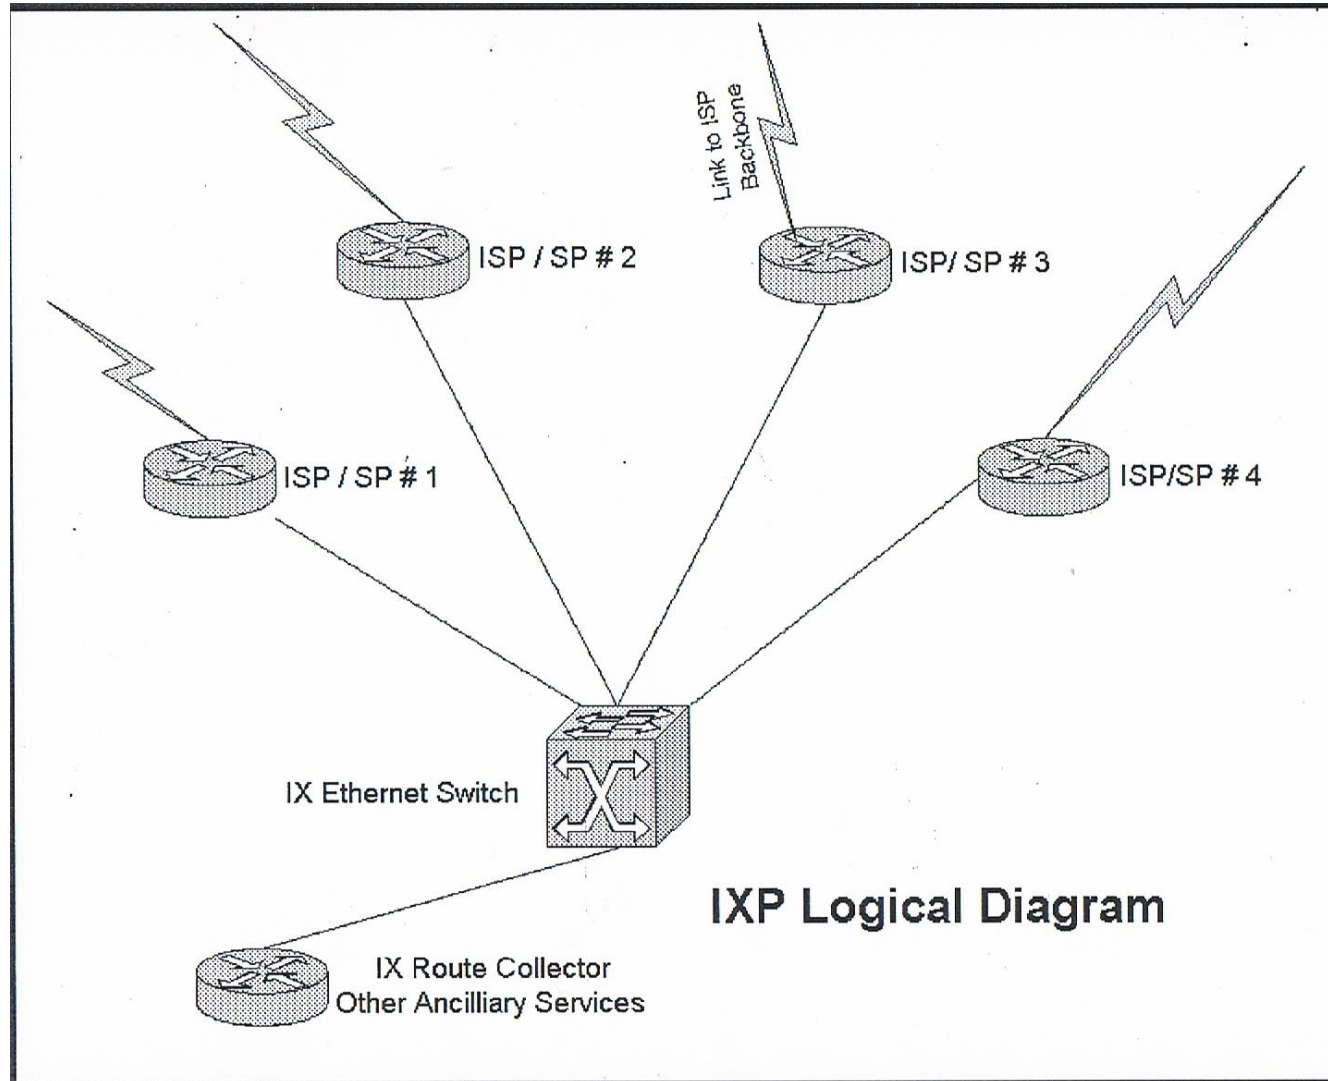 Link to ISP
Backbone
ISP / SP # 2
ISP/ SP # 3
ISP / SP # 1
ISP/SP # 4
IX Ethernet Switch
IXP Logical Diagram
IX Route Collector
Other Ancilliary Services